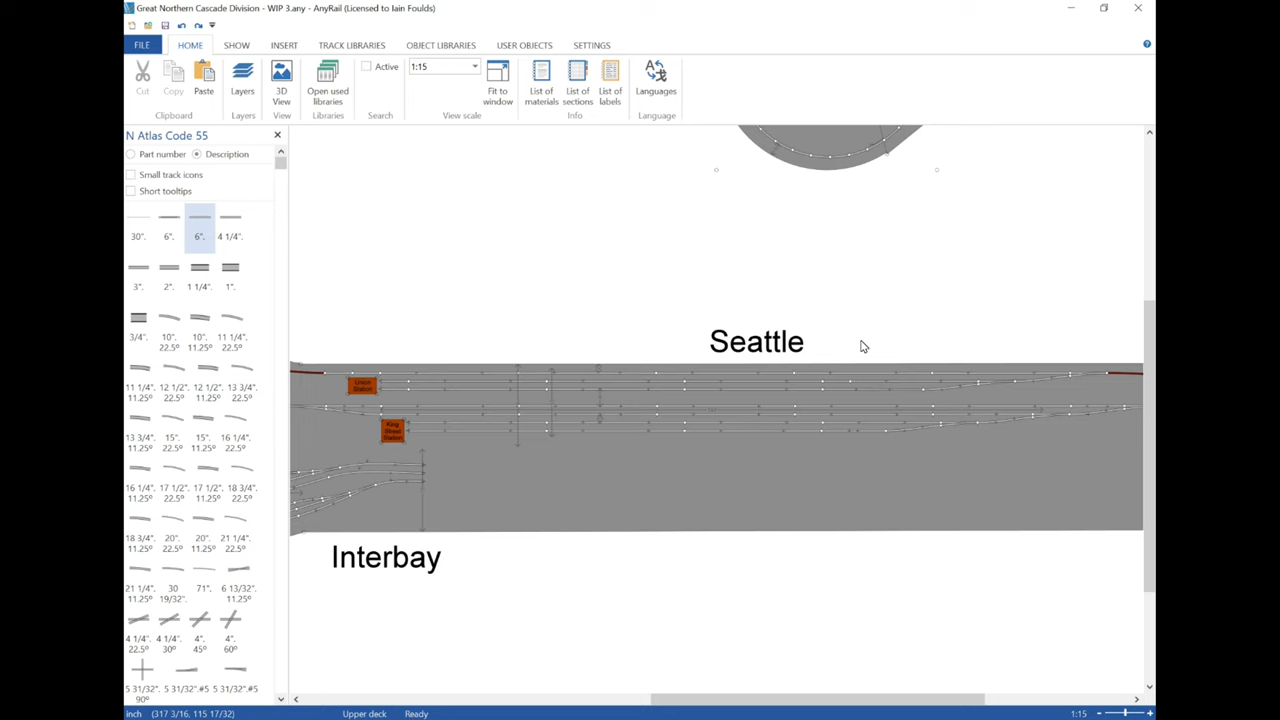 Great Northern Cascade Division - WIP 3.any - AnyRail (Licensed to Iain Foulds)
FILE HOME SHOW INSERT TRACK LIBRARIES OBJECT LIBRARIES USER OBJECTS SETTINGS
Active 1:15
Cut Copy Paste Layers 3D View Open used libraries Fit to window List of materials List of sections List of labels Languages
Clipboard Layers View Libraries Search View scale Info Language
N Atlas Code 55
Part number Description
Small track icons
Short tooltips
30". 6". 6". 4 1/4".
3". 2". 1 1/4". 1".
3/4". 10". 10". 11 1/4".
22.5º 11.25º 22.5º
11 1/4". 12 1/2". 12 1/2". 13 3/4".
11.25º 22.5º 11.25º 22.5º
13 3/4". 15". 15". 16 1/4".
11.25º 22.5º 11.25º 22.5º
16 1/4". 17 1/2". 17 1/2". 18 3/4".
11.25º 22.5º 11.25º 22.5º
18 3/4". 20". 20". 21 1/4".
11.25º 22.5º 11.25º 22.5º
21 1/4". 30 71". 6 13/32".
11.25º 19/32". 11.25º
4 1/4". 4 1/4". 4". 4".
22.5º 30º 45º 60º
5 31/32". 5 31/32".#5 5 31/32".#5
90º
Seattle
Union
Station
King
Street
Station
Interbay
inch (317 3/16, 115 17/32) Upper deck Ready 1:15